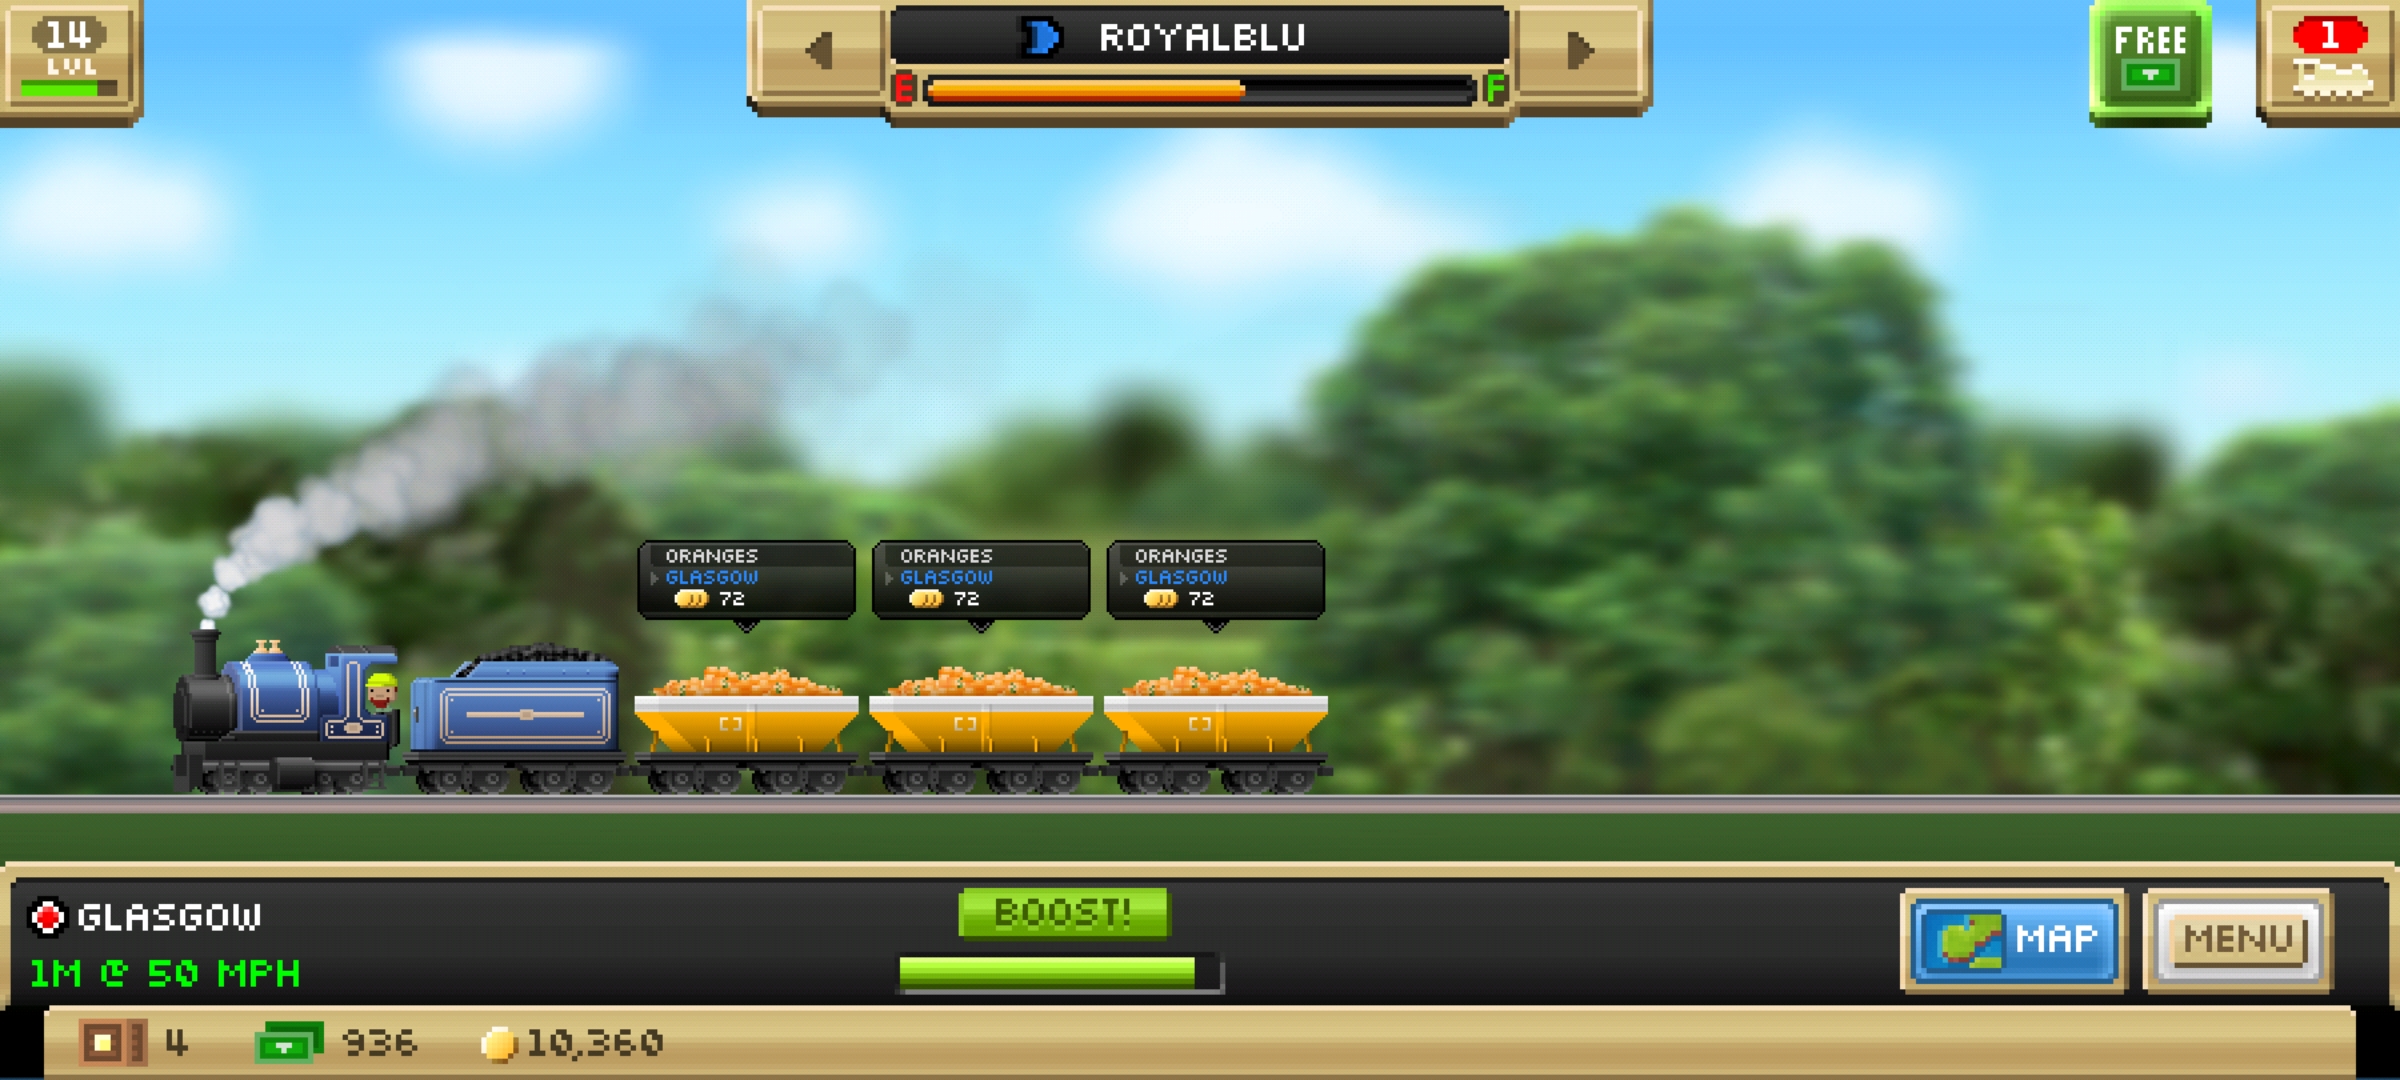 14
LVL
ROYALBLU
E F
FREE
1
ORANGES
GLASGOW
72
ORANGES
GLASGOW
72
ORANGES
GLASGOW
72
GLASGOW
1M @ 50 MPH
BOOST!
MAP
MENU
4
936
10,360